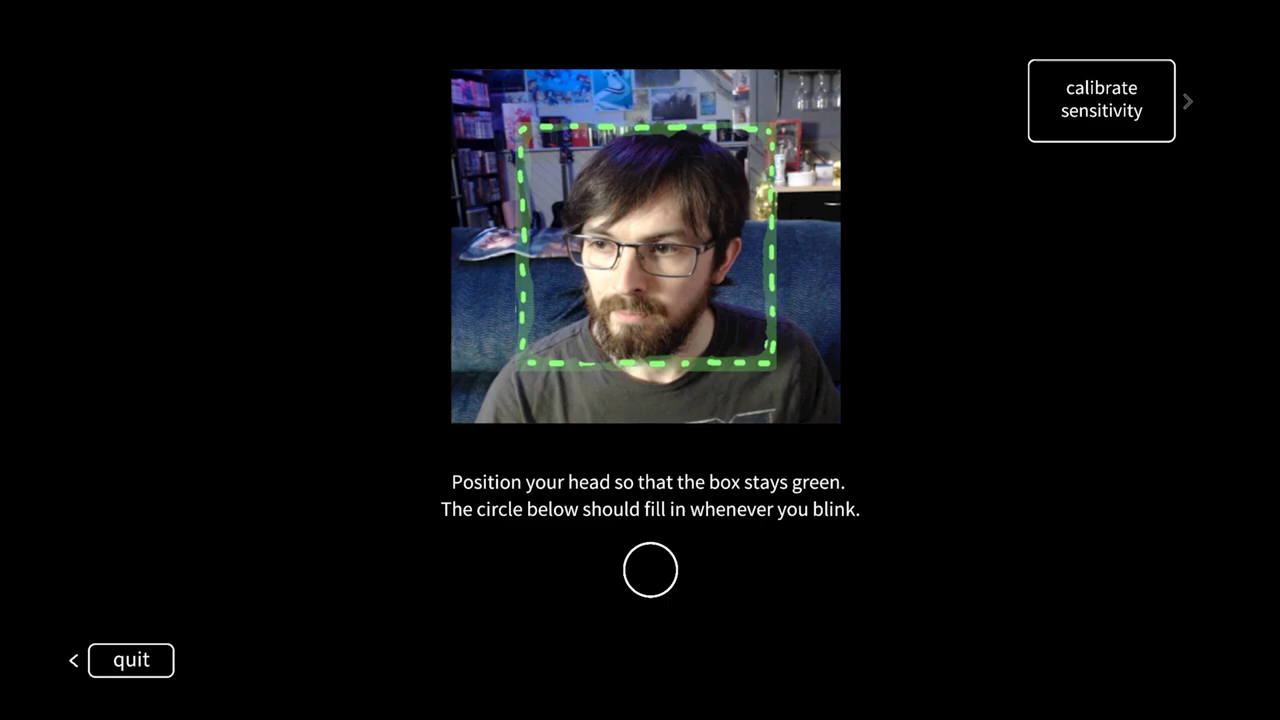 calibrate
sensitivity
Position your head so that the box stays green.
The circle below should fill in whenever you blink.
quit